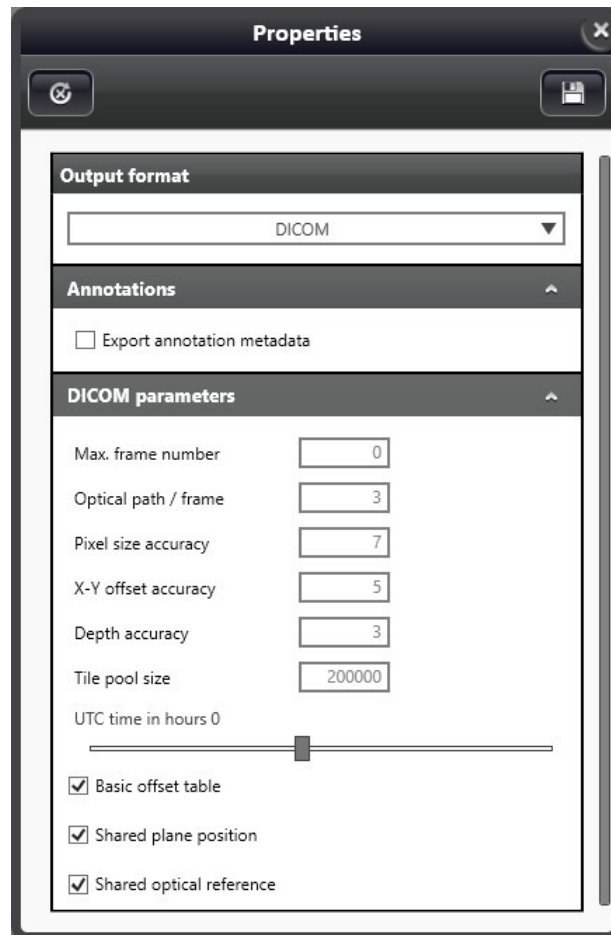 Properties
Output format
DICOM
Annotations
Export annotation metadata
DICOM parameters
Max. frame number 0
Optical path / frame 3
Pixel size accuracy 7
X-Y offset accuracy 5
Depth accuracy 3
Tile pool size 200000
UTC time in hours 0
Basic offset table
Shared plane position
Shared optical reference